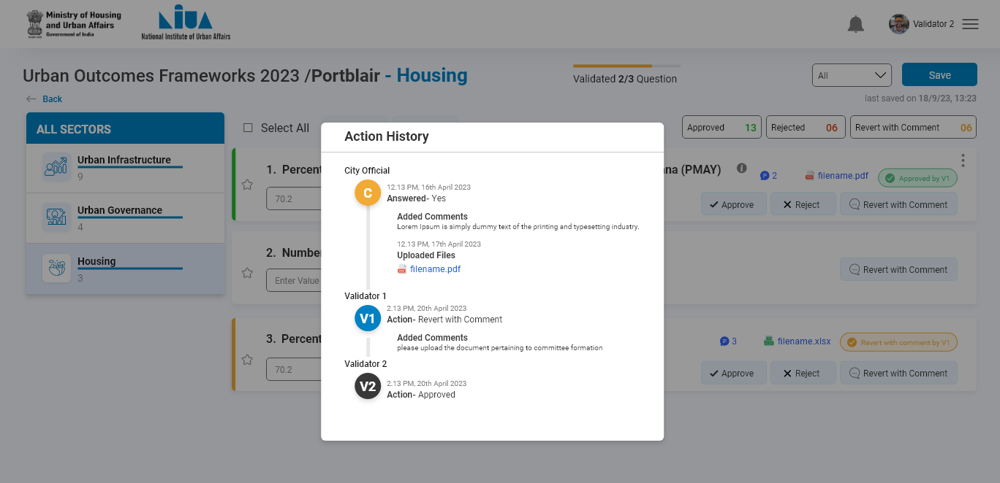 Ministry of Housing
and Urban Affairs
Government of India
NIUA
National Institute of Urban Affairs
Validator 2
Urban Outcomes Frameworks 2023 /Portblair - Housing
Validated 2/3 Question
All
Save
Back
last saved on 18/9/23, 13:23
ALL SECTORS
Urban Infrastructure
9
Urban Governance
4
Housing
3
Select All
Approved 13
Rejected 06
Revert with Comment 06
1. Percent
na (PMAY)
i
2
filename.pdf
Approved by V1
70.2
Approve
Reject
Revert with Comment
2. Numbe
Enter Value
Revert with Comment
3. Percent
3
filename.xlsx
Revert with comment by V1
70.2
Approve
Reject
Revert with Comment
Action History
City Official
C
12.13 PM, 16th April 2023
Answered- Yes
Added Comments
Lorem Ipsum is simply dummy text of the printing and typesetting industry.
12.13 PM, 17th April 2023
Uploaded Files
filename.pdf
Validator 1
V1
2.13 PM, 20th April 2023
Action- Revert with Comment
Added Comments
please upload the document pertaining to committee formation
Validator 2
V2
2.13 PM, 20th April 2023
Action- Approved